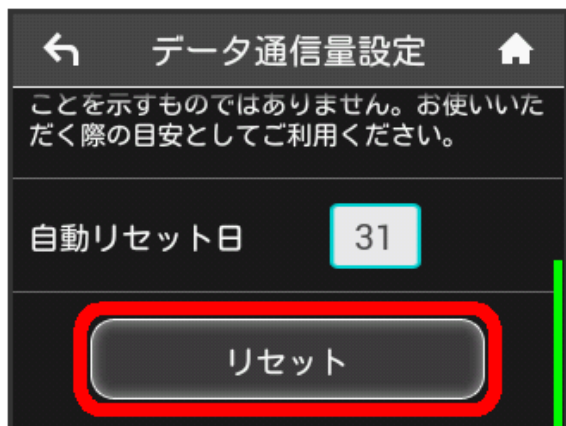 データ通信量設定
ことを示すものではありません。お使いいた
だく際の目安としてご利用ください。
自動リセット日 31
リセット